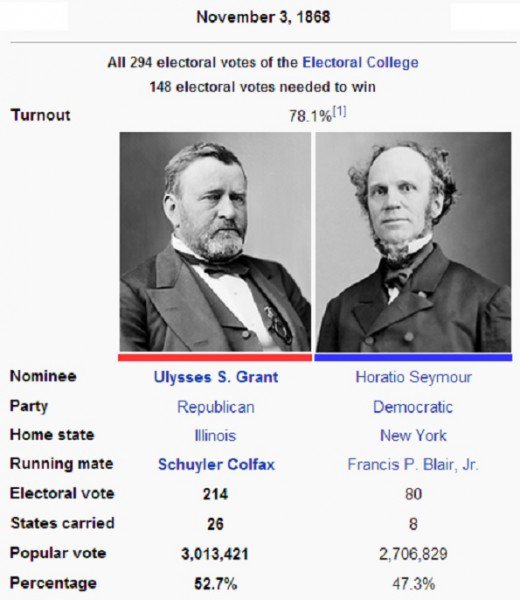 November 3, 1868
All 294 electoral votes of the Electoral College
148 electoral votes needed to win
Turnout 78.1%[1]
Nominee Ulysses S. Grant Horatio Seymour
Party Republican Democratic
Home state Illinois New York
Running mate Schuyler Colfax Francis P. Blair, Jr.
Electoral vote 214 80
States carried 26 8
Popular vote 3,013,421 2,706,829
Percentage 52.7% 47.3%